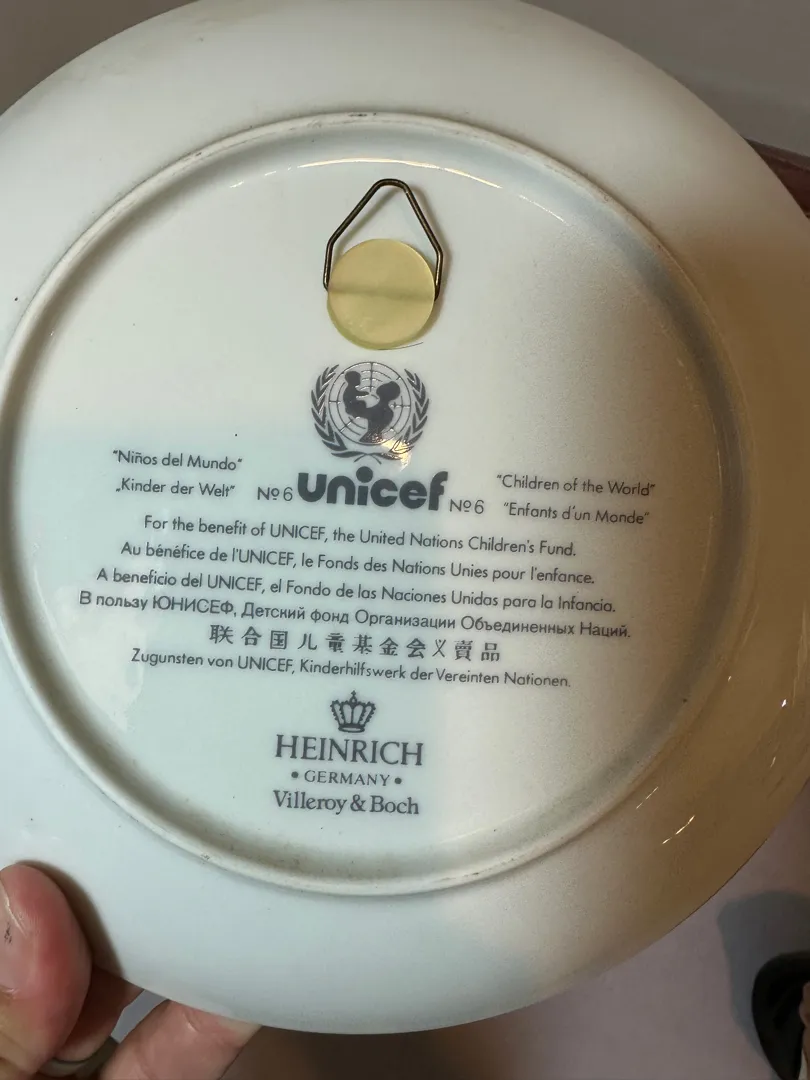 "Niños del Mundo"
„Kinder der Welt"
№ 6 unicef № 6
"Children of the World"
"Enfants d'un Monde"
For the benefit of UNICEF, the United Nations Children's Fund.
Au bénéfice de l'UNICEF, le Fonds des Nations Unies pour l'enfance.
A beneficio del UNICEF, el Fondo de las Naciones Unidas para la Infancia.
В пользу ЮНИСЕФ, Детский фонд Организации Объединенных Наций.
联合国儿童基金会义賣品
Zugunsten von UNICEF, Kinderhilfswerk der Vereinten Nationen.
HEINRICH
• GERMANY •
Villeroy & Boch